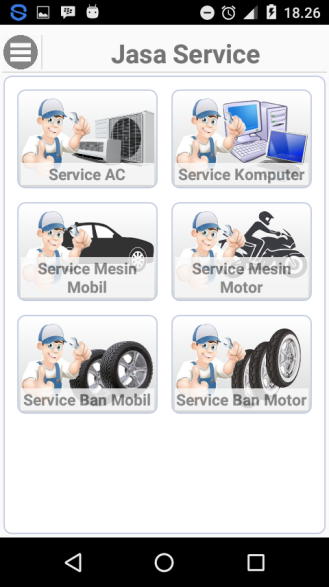 18.26
Jasa Service
Service AC
Service Komputer
Service Mesin
Mobil
Service Mesin
Motor
Service Ban Mobil
Service Ban Motor